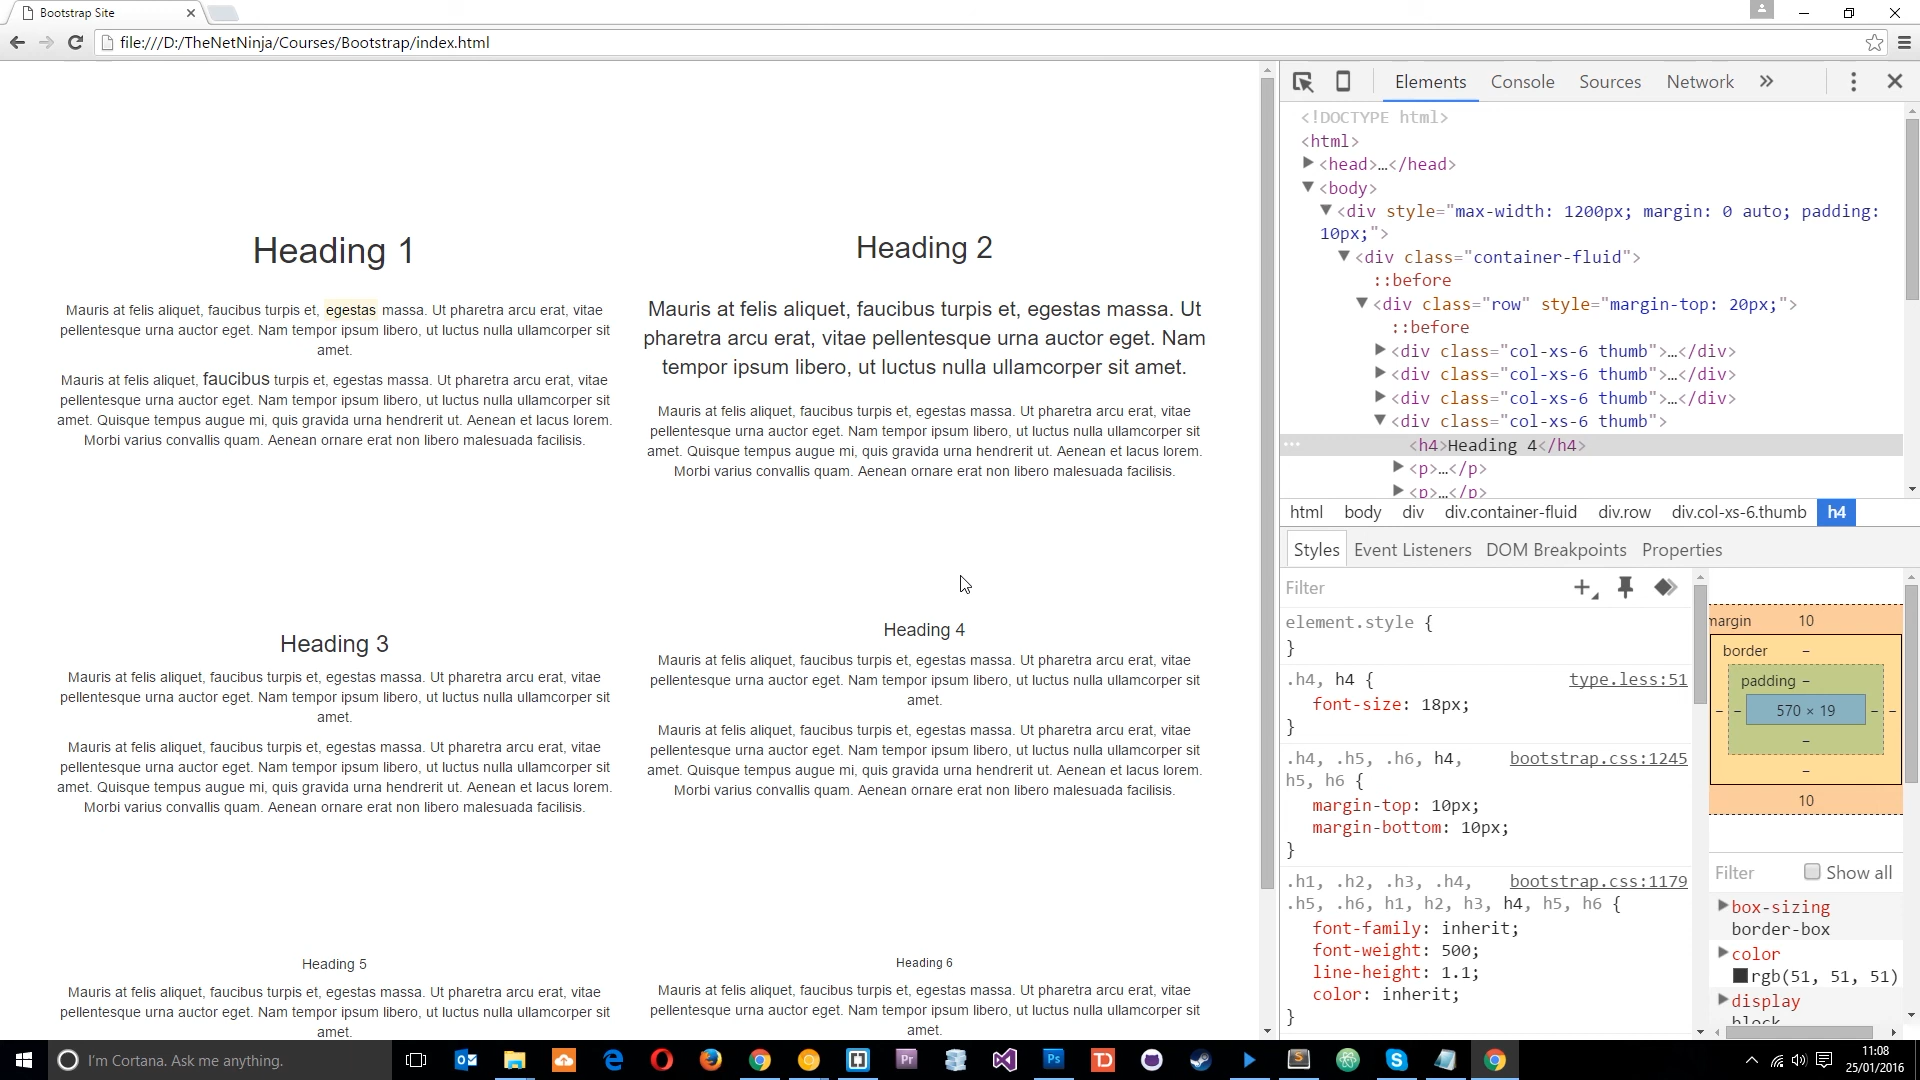 Bootstrap Site
file:///D:/TheNetNinja/Courses/Bootstrap/index.html
Heading 1
Mauris at felis aliquet, faucibus turpis et, egestas massa. Ut pharetra arcu erat, vitae
pellentesque urna auctor eget. Nam tempor ipsum libero, ut luctus nulla ullamcorper sit
amet.
Mauris at felis aliquet, faucibus turpis et, egestas massa. Ut pharetra arcu erat, vitae
pellentesque urna auctor eget. Nam tempor ipsum libero, ut luctus nulla ullamcorper sit
amet. Quisque tempus augue mi, quis gravida urna hendrerit ut. Aenean et lacus lorem.
Morbi varius convallis quam. Aenean ornare erat non libero malesuada facilisis.
Heading 2
Mauris at felis aliquet, faucibus turpis et, egestas massa. Ut
pharetra arcu erat, vitae pellentesque urna auctor eget. Nam
tempor ipsum libero, ut luctus nulla ullamcorper sit amet.
Mauris at felis aliquet, faucibus turpis et, egestas massa. Ut pharetra arcu erat, vitae
pellentesque urna auctor eget. Nam tempor ipsum libero, ut luctus nulla ullamcorper sit
amet. Quisque tempus augue mi, quis gravida urna hendrerit ut. Aenean et lacus lorem.
Morbi varius convallis quam. Aenean ornare erat non libero malesuada facilisis.
Heading 3
Mauris at felis aliquet, faucibus turpis et, egestas massa. Ut pharetra arcu erat, vitae
pellentesque urna auctor eget. Nam tempor ipsum libero, ut luctus nulla ullamcorper sit
amet.
Mauris at felis aliquet, faucibus turpis et, egestas massa. Ut pharetra arcu erat, vitae
pellentesque urna auctor eget. Nam tempor ipsum libero, ut luctus nulla ullamcorper sit
amet. Quisque tempus augue mi, quis gravida urna hendrerit ut. Aenean et lacus lorem.
Morbi varius convallis quam. Aenean ornare erat non libero malesuada facilisis.
Heading 4
Mauris at felis aliquet, faucibus turpis et, egestas massa. Ut pharetra arcu erat, vitae
pellentesque urna auctor eget. Nam tempor ipsum libero, ut luctus nulla ullamcorper sit
amet.
Mauris at felis aliquet, faucibus turpis et, egestas massa. Ut pharetra arcu erat, vitae
pellentesque urna auctor eget. Nam tempor ipsum libero, ut luctus nulla ullamcorper sit
amet. Quisque tempus augue mi, quis gravida urna hendrerit ut. Aenean et lacus lorem.
Morbi varius convallis quam. Aenean ornare erat non libero malesuada facilisis.
Heading 5
Mauris at felis aliquet, faucibus turpis et, egestas massa. Ut pharetra arcu erat, vitae
pellentesque urna auctor eget. Nam tempor ipsum libero, ut luctus nulla ullamcorper sit
amet.
Heading 6
Mauris at felis aliquet, faucibus turpis et, egestas massa. Ut pharetra arcu erat, vitae
pellentesque urna auctor eget. Nam tempor ipsum libero, ut luctus nulla ullamcorper sit
amet.
Elements Console Sources Network
<!DOCTYPE html>
<html>
<head>…</head>
<body>
<div style="max-width: 1200px; margin: 0 auto; padding:
10px;">
<div class="container-fluid">
::before
<div class="row" style="margin-top: 20px;">
::before
<div class="col-xs-6 thumb">…</div>
<div class="col-xs-6 thumb">…</div>
<div class="col-xs-6 thumb">…</div>
<div class="col-xs-6 thumb">
<h4>Heading 4</h4>
<p>…</p>
<p>…</p>
html body div div.container-fluid div.row div.col-xs-6.thumb h4
Styles Event Listeners DOM Breakpoints Properties
Filter
element.style {
}
.h4, h4 { type.less:51
font-size: 18px;
}
.h4, .h5, .h6, h4, bootstrap.css:1245
h5, h6 {
margin-top: 10px;
margin-bottom: 10px;
}
.h1, .h2, .h3, .h4, bootstrap.css:1179
.h5, .h6, h1, h2, h3, h4, h5, h6 {
font-family: inherit;
font-weight: 500;
line-height: 1.1;
color: inherit;
}
margin 10
border –
padding –
– – 570 × 19 – –
–
–
10
Filter Show all
box-sizing
border-box
color
rgb(51, 51, 51)
display
block
I'm Cortana. Ask me anything.
Pr
Ps
TD
S
11:08
25/01/2016